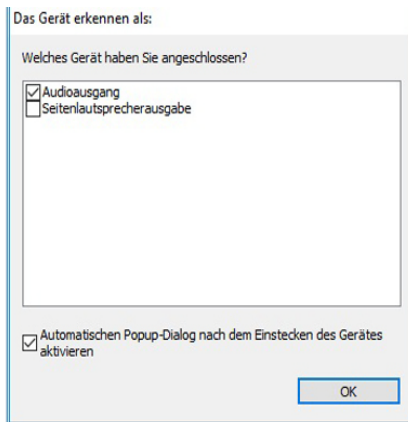 Das Gerät erkennen als:
Welches Gerät haben Sie angeschlossen?
Audioausgang
Seitenlautsprecherausgabe
Automatischen Popup-Dialog nach dem Einstecken des Gerätes
aktivieren
OK